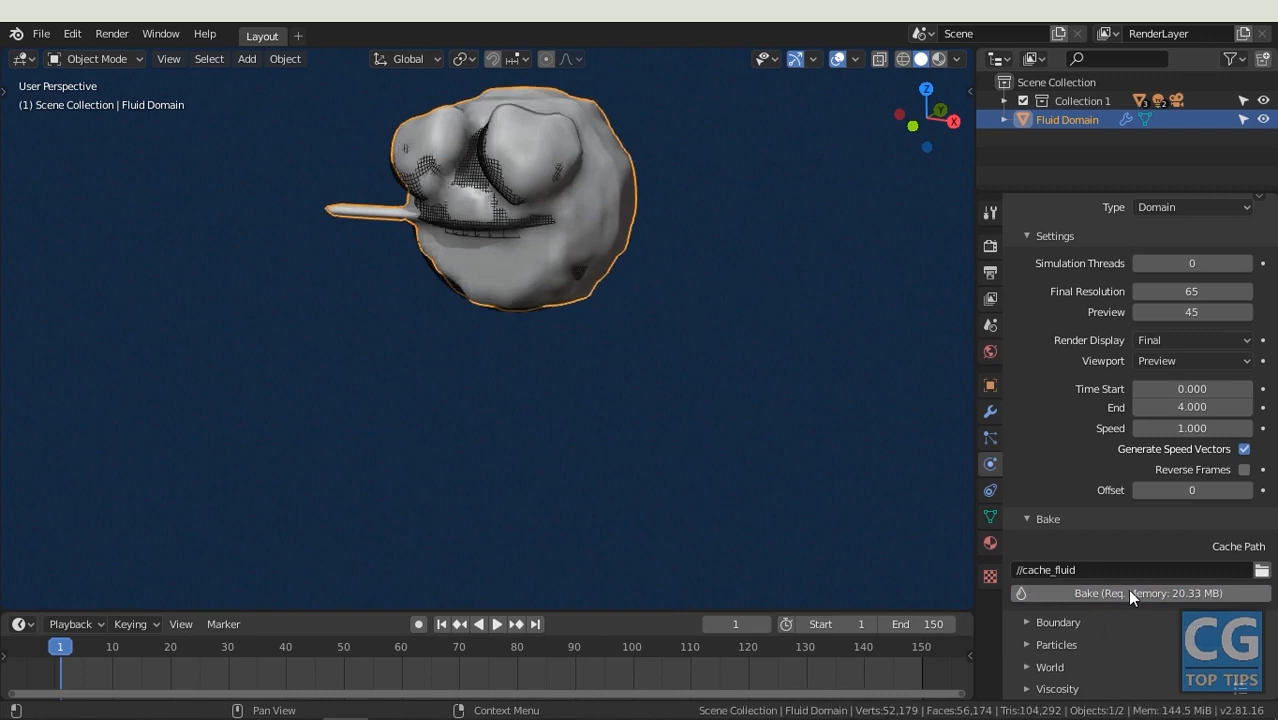 File Edit Render Window Help Layout + Scene RenderLayer
Object Mode View Select Add Object Global
User Perspective
(1) Scene Collection | Fluid Domain
Z
Y
X
Scene Collection
Collection 1 3 2
Fluid Domain
Type Domain
Settings
Simulation Threads 0
Final Resolution 65
Preview 45
Render Display Final
Viewport Preview
Time Start 0.000
End 4.000
Speed 1.000
Generate Speed Vectors
Reverse Frames
Offset 0
Bake
Cache Path
//cache_fluid
Bake (Req. Memory: 20.33 MB)
Boundary
Particles
World
Viscosity
CG
TOP TIPS
Playback Keying View Marker 1 Start 1 End 150
1 10 20 30 40 50 60 70 80 90 100 110 120 130 140 150
Pan View Context Menu Scene Collection | Fluid Domain | Verts:52,179 | Faces:56,174 | Tris:104,292 | Objects:1/2 | Mem: 144.5 MiB | v2.81.16